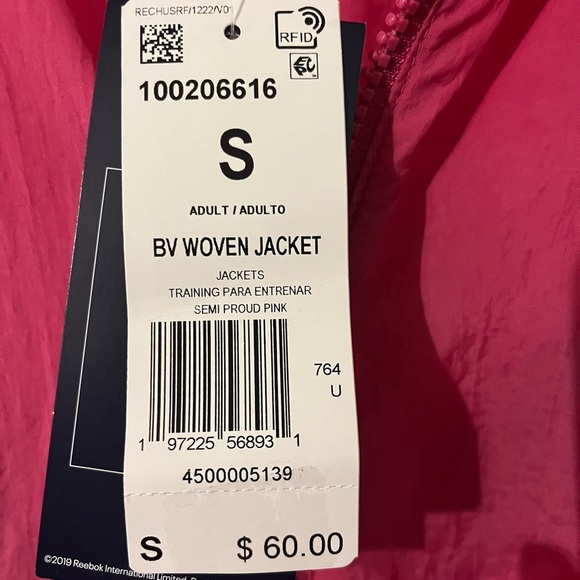 RECHUSRF/1222/V01
RFID
100206616
S
ADULT / ADULTO
BV WOVEN JACKET
JACKETS
TRAINING PARA ENTRENAR
SEMI PROUD PINK
764
U
1 97225 56893 1
4500005139
S $ 60.00
©2019 Reebok International Limited.